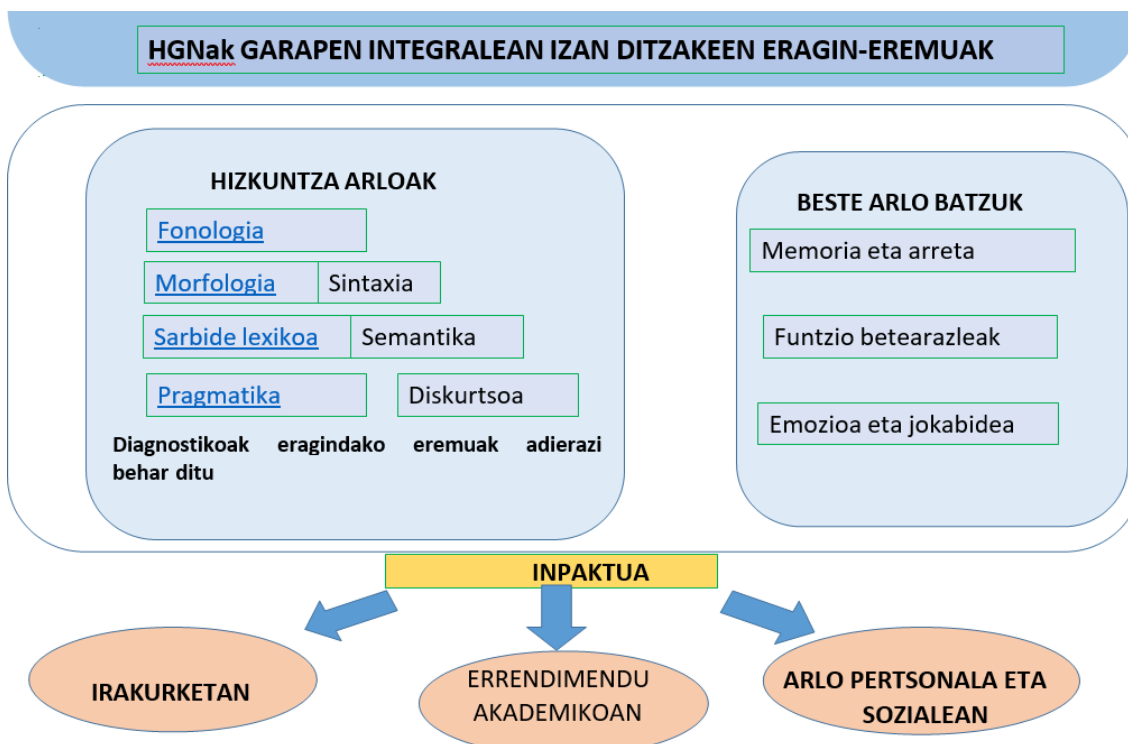 HGNak GARAPEN INTEGRALEAN IZAN DITZAKEEN ERAGIN-EREMUAK
HIZKUNTZA ARLOAK
Fonologia
Morfologia Sintaxia
Sarbide lexikoa Semantika
Pragmatika Diskurtsoa
Diagnostikoak eragindako eremuak adierazi
behar ditu
BESTE ARLO BATZUK
Memoria eta arreta
Funtzio betearazleak
Emozioa eta jokabidea
INPAKTUA
IRAKURKETAN
ERRENDIMENDU
AKADEMIKOAN
ARLO PERTSONALA ETA
SOZIALEAN